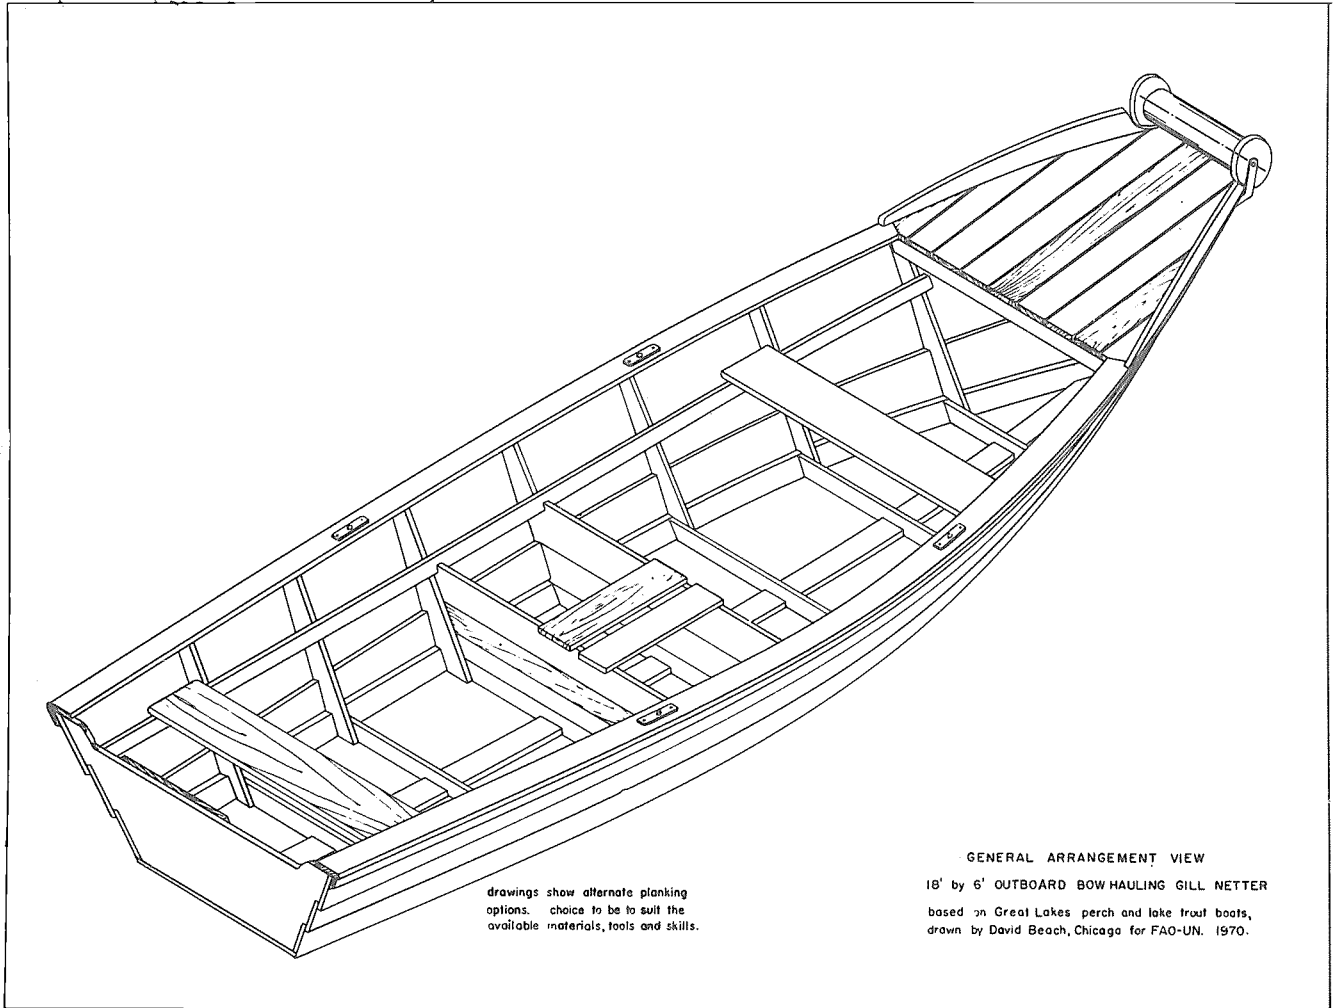 drawings show alternate planking
options. choice to be to suit the
available materials, tools and skills.
GENERAL ARRANGEMENT VIEW
18' by 6' OUTBOARD BOW HAULING GILL NETTER
based on Great Lakes perch and lake trout boats,
drawn by David Beach, Chicago for FAO-UN. 1970.